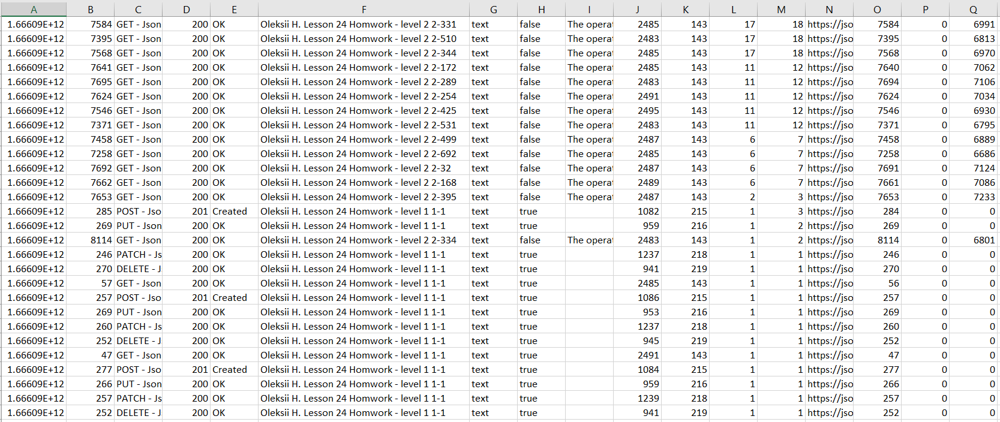 A B C D E F G H I J K L M N O P Q
1.66609E+12 7584 GET - Json 200 OK Oleksii H. Lesson 24 Homwork - level 2 2-331 text false The operat 2485 143 17 18 https://jso 7584 0 6991
1.66609E+12 7395 GET - Json 200 OK Oleksii H. Lesson 24 Homwork - level 2 2-510 text false The operat 2483 143 17 18 https://jso 7395 0 6813
1.66609E+12 7568 GET - Json 200 OK Oleksii H. Lesson 24 Homwork - level 2 2-344 text false The operat 2485 143 17 18 https://jso 7568 0 6970
1.66609E+12 7641 GET - Json 200 OK Oleksii H. Lesson 24 Homwork - level 2 2-172 text false The operat 2485 143 11 12 https://jso 7640 0 7062
1.66609E+12 7695 GET - Json 200 OK Oleksii H. Lesson 24 Homwork - level 2 2-289 text false The operat 2483 143 11 12 https://jso 7694 0 7106
1.66609E+12 7624 GET - Json 200 OK Oleksii H. Lesson 24 Homwork - level 2 2-254 text false The operat 2491 143 11 12 https://jso 7624 0 7034
1.66609E+12 7546 GET - Json 200 OK Oleksii H. Lesson 24 Homwork - level 2 2-425 text false The operat 2495 143 11 12 https://jso 7546 0 6930
1.66609E+12 7371 GET - Json 200 OK Oleksii H. Lesson 24 Homwork - level 2 2-531 text false The operat 2483 143 11 12 https://jso 7371 0 6795
1.66609E+12 7458 GET - Json 200 OK Oleksii H. Lesson 24 Homwork - level 2 2-499 text false The operat 2487 143 6 7 https://jso 7458 0 6889
1.66609E+12 7258 GET - Json 200 OK Oleksii H. Lesson 24 Homwork - level 2 2-692 text false The operat 2485 143 6 7 https://jso 7258 0 6686
1.66609E+12 7692 GET - Json 200 OK Oleksii H. Lesson 24 Homwork - level 2 2-32 text false The operat 2487 143 6 7 https://jso 7691 0 7124
1.66609E+12 7662 GET - Json 200 OK Oleksii H. Lesson 24 Homwork - level 2 2-168 text false The operat 2489 143 6 7 https://jso 7661 0 7086
1.66609E+12 7653 GET - Json 200 OK Oleksii H. Lesson 24 Homwork - level 2 2-395 text false The operat 2487 143 2 3 https://jso 7653 0 7233
1.66609E+12 285 POST - Jso 201 Created Oleksii H. Lesson 24 Homwork - level 1 1-1 text true 1082 215 1 3 https://jso 284 0 0
1.66609E+12 269 PUT - Json 200 OK Oleksii H. Lesson 24 Homwork - level 1 1-1 text true 959 216 1 2 https://jso 269 0 0
1.66609E+12 8114 GET - Json 200 OK Oleksii H. Lesson 24 Homwork - level 2 2-334 text false The operat 2483 143 1 2 https://jso 8114 0 6801
1.66609E+12 246 PATCH - Js 200 OK Oleksii H. Lesson 24 Homwork - level 1 1-1 text true 1237 218 1 1 https://jso 246 0 0
1.66609E+12 270 DELETE - J 200 OK Oleksii H. Lesson 24 Homwork - level 1 1-1 text true 941 219 1 1 https://jso 270 0 0
1.66609E+12 57 GET - Json 200 OK Oleksii H. Lesson 24 Homwork - level 1 1-1 text true 2485 143 1 1 https://jso 56 0 0
1.66609E+12 257 POST - Jso 201 Created Oleksii H. Lesson 24 Homwork - level 1 1-1 text true 1086 215 1 1 https://jso 257 0 0
1.66609E+12 269 PUT - Json 200 OK Oleksii H. Lesson 24 Homwork - level 1 1-1 text true 953 216 1 1 https://jso 269 0 0
1.66609E+12 260 PATCH - Js 200 OK Oleksii H. Lesson 24 Homwork - level 1 1-1 text true 1237 218 1 1 https://jso 260 0 0
1.66609E+12 252 DELETE - J 200 OK Oleksii H. Lesson 24 Homwork - level 1 1-1 text true 945 219 1 1 https://jso 252 0 0
1.66609E+12 47 GET - Json 200 OK Oleksii H. Lesson 24 Homwork - level 1 1-1 text true 2491 143 1 1 https://jso 47 0 0
1.66609E+12 277 POST - Jso 201 Created Oleksii H. Lesson 24 Homwork - level 1 1-1 text true 1084 215 1 1 https://jso 277 0 0
1.66609E+12 266 PUT - Json 200 OK Oleksii H. Lesson 24 Homwork - level 1 1-1 text true 959 216 1 1 https://jso 266 0 0
1.66609E+12 257 PATCH - Js 200 OK Oleksii H. Lesson 24 Homwork - level 1 1-1 text true 1239 218 1 1 https://jso 257 0 0
1.66609E+12 252 DELETE - J 200 OK Oleksii H. Lesson 24 Homwork - level 1 1-1 text true 941 219 1 1 https://jso 252 0 0